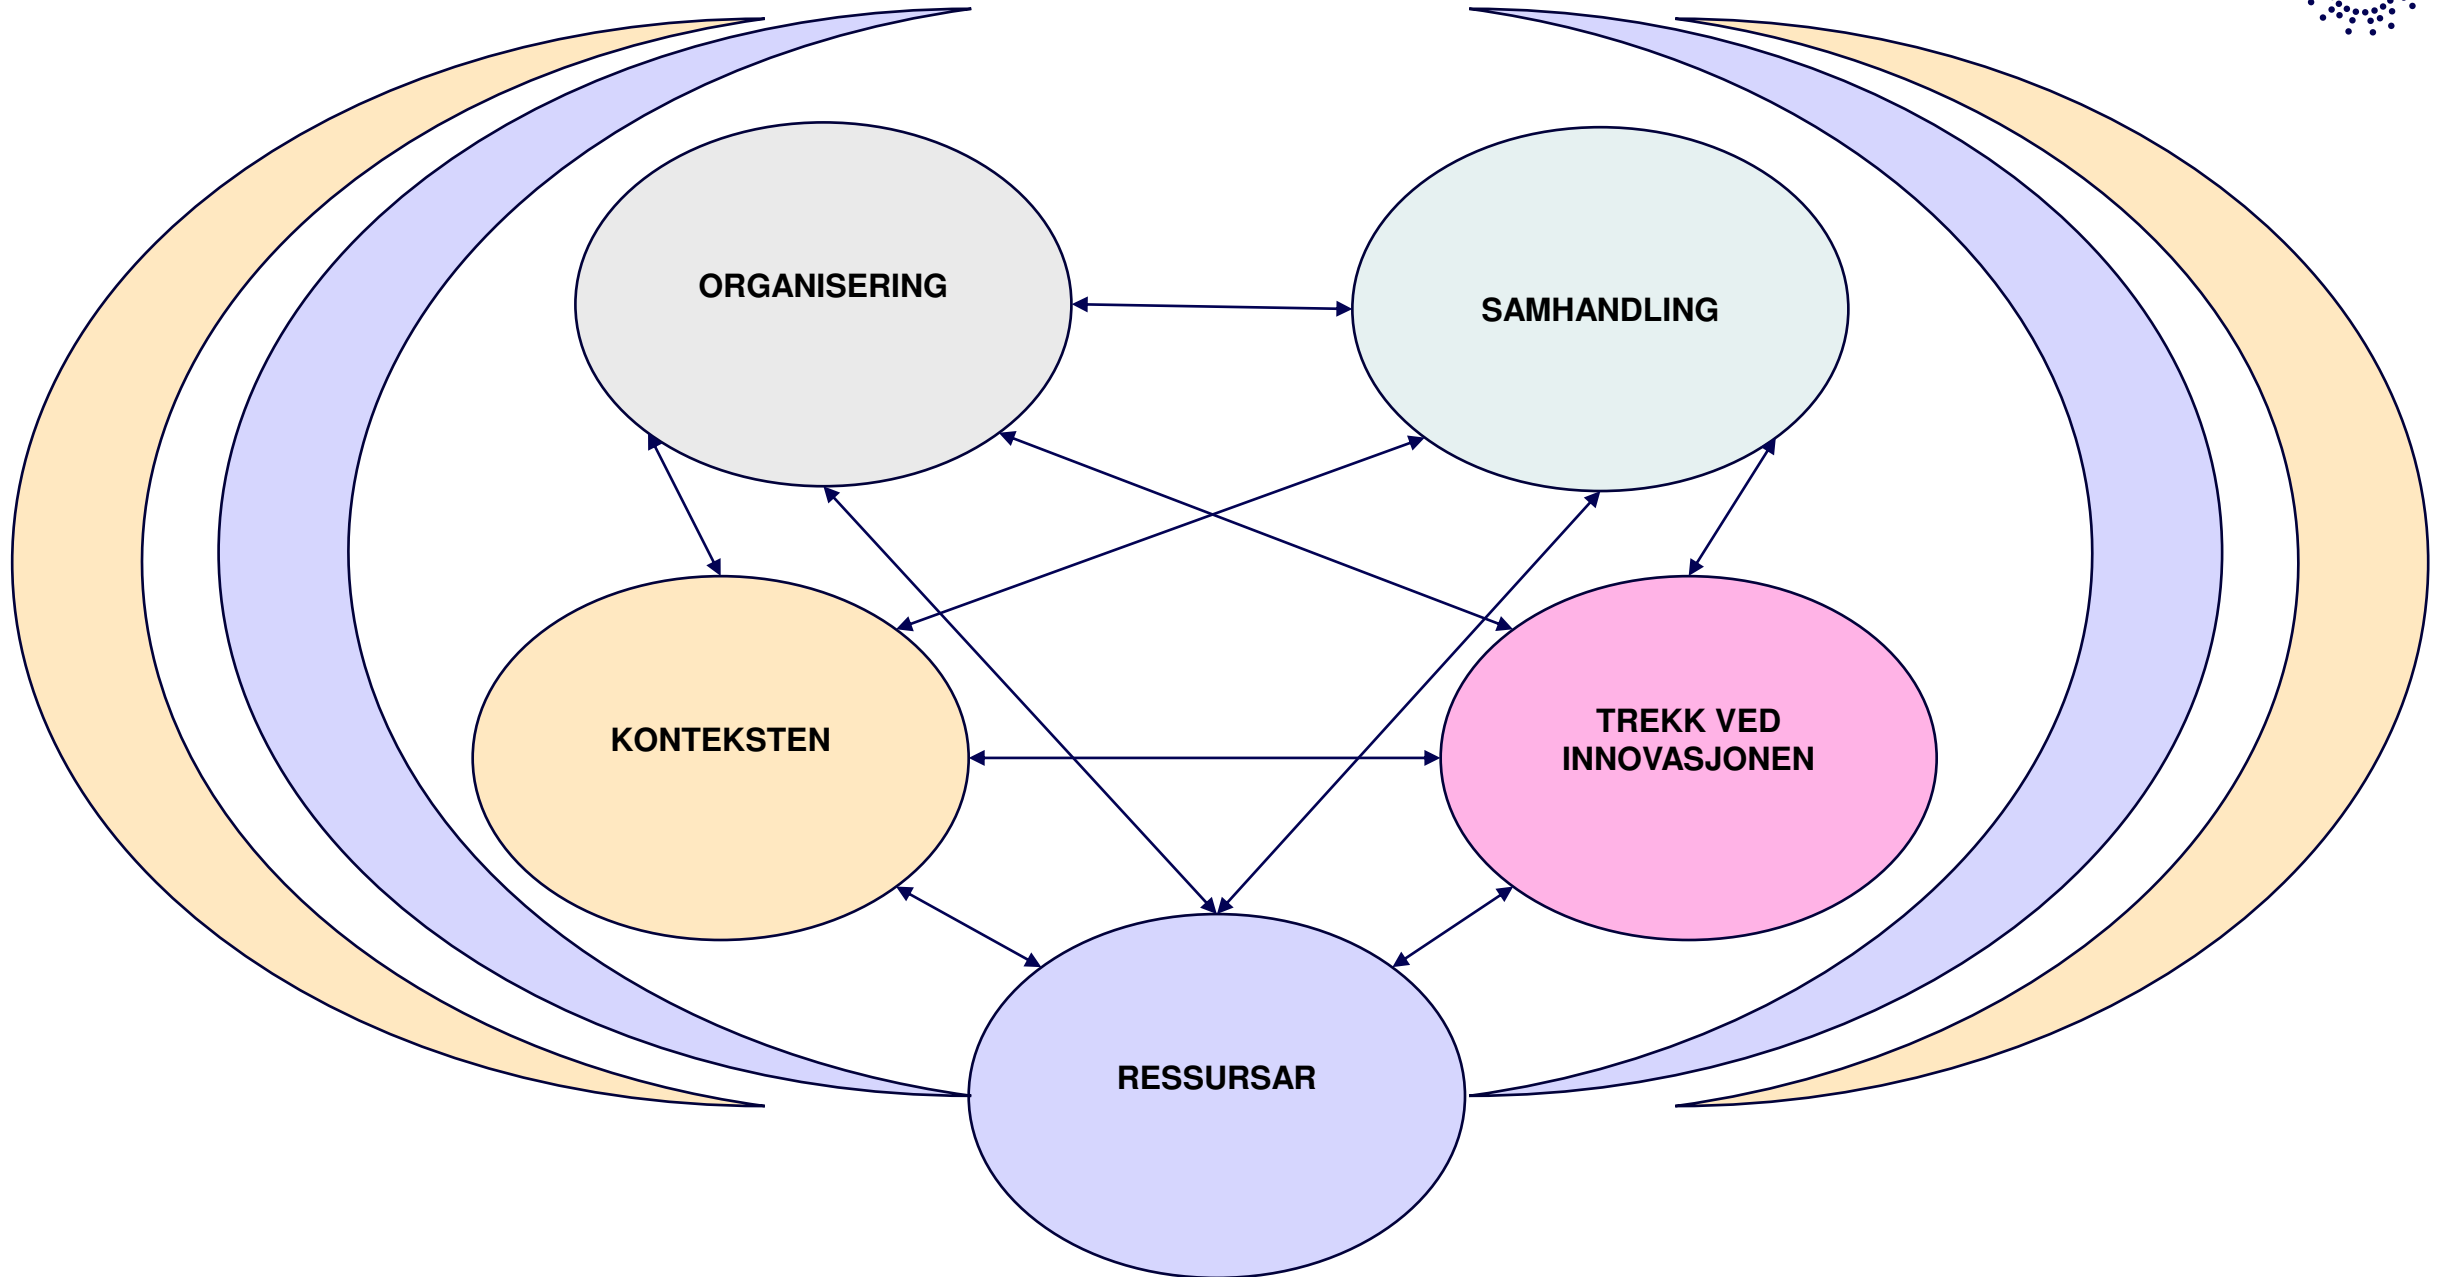 ORGANISERING
SAMHANDLING
KONTEKSTEN
TREKK VED
INNOVASJONEN
RESSURSAR